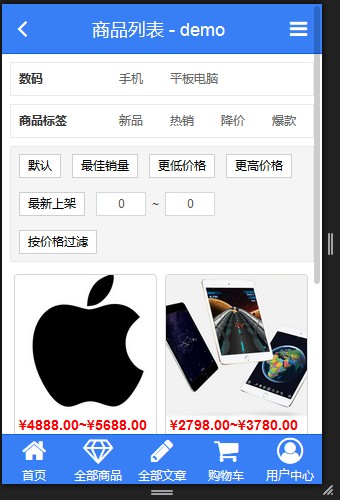 商品列表 - demo
数码 手机 平板电脑
商品标签 新品 热销 降价 爆款
默认 最佳销量 更低价格 更高价格
最新上架 0 ~ 0
按价格过滤
¥4888.00~¥5688.00 ¥2798.00~¥3780.00
首页 全部商品 全部文章 购物车 用户中心